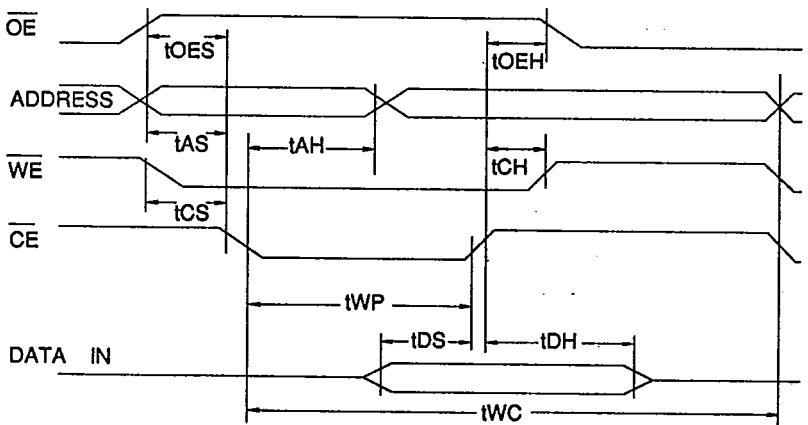 OE
tOES
tOEH
ADDRESS
tAS
tAH
tCH
WE
tCS
CE
tWP
tDS
tDH
DATA IN
tWC